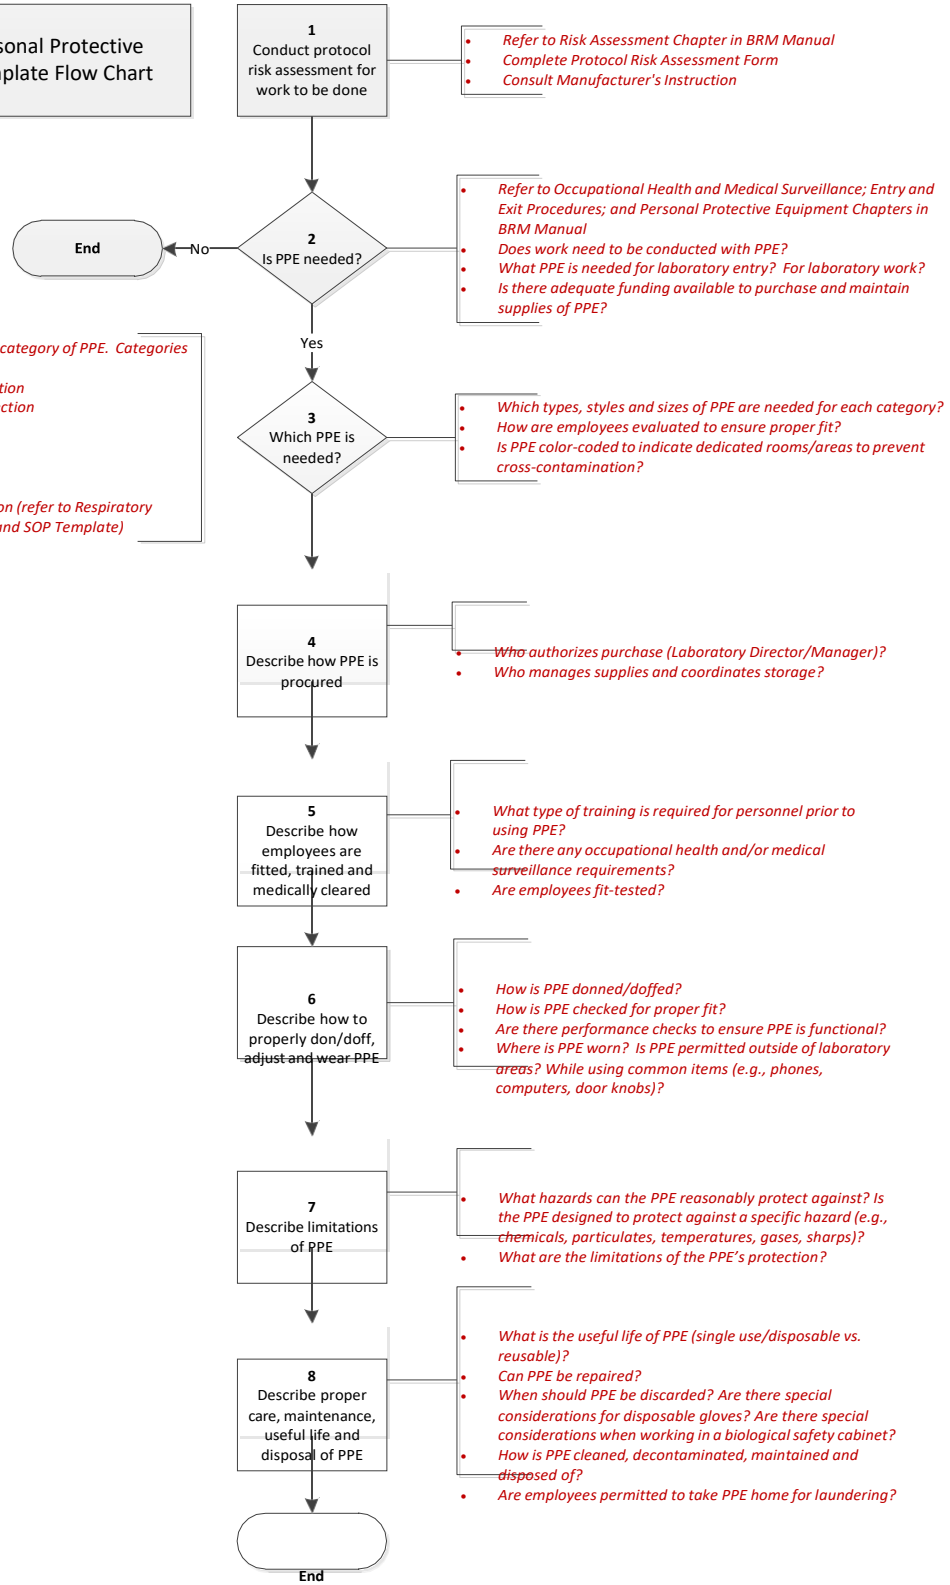 sonal Protective
plate Flow Chart
1
Conduct protocol
risk assessment for
work to be done
• Refer to Risk Assessment Chapter in BRM Manual
• Complete Protocol Risk Assessment Form
• Consult Manufacturer's Instruction
2
Is PPE needed?
No
End
• Refer to Occupational Health and Medical Surveillance; Entry and
Exit Procedures; and Personal Protective Equipment Chapters in
BRM Manual
• Does work need to be conducted with PPE?
• What PPE is needed for laboratory entry? For laboratory work?
• Is there adequate funding available to purchase and maintain
supplies of PPE?
Yes
category of PPE. Categories
tion
ction
on (refer to Respiratory
and SOP Template)
3
Which PPE is
needed?
• Which types, styles and sizes of PPE are needed for each category?
• How are employees evaluated to ensure proper fit?
• Is PPE color-coded to indicate dedicated rooms/areas to prevent
cross-contamination?
4
Describe how PPE is
procured
• Who authorizes purchase (Laboratory Director/Manager)?
• Who manages supplies and coordinates storage?
5
Describe how
employees are
fitted, trained and
medically cleared
• What type of training is required for personnel prior to
using PPE?
• Are there any occupational health and/or medical
surveillance requirements?
• Are employees fit-tested?
6
Describe how to
properly don/doff,
adjust and wear PPE
• How is PPE donned/doffed?
• How is PPE checked for proper fit?
• Are there performance checks to ensure PPE is functional?
• Where is PPE worn? Is PPE permitted outside of laboratory
areas? While using common items (e.g., phones,
computers, door knobs)?
7
Describe limitations
of PPE
• What hazards can the PPE reasonably protect against? Is
the PPE designed to protect against a specific hazard (e.g.,
chemicals, particulates, temperatures, gases, sharps)?
• What are the limitations of the PPE’s protection?
8
Describe proper
care, maintenance,
useful life and
disposal of PPE
• What is the useful life of PPE (single use/disposable vs.
reusable)?
• Can PPE be repaired?
• When should PPE be discarded? Are there special
considerations for disposable gloves? Are there special
considerations when working in a biological safety cabinet?
• How is PPE cleaned, decontaminated, maintained and
disposed of?
• Are employees permitted to take PPE home for laundering?
End